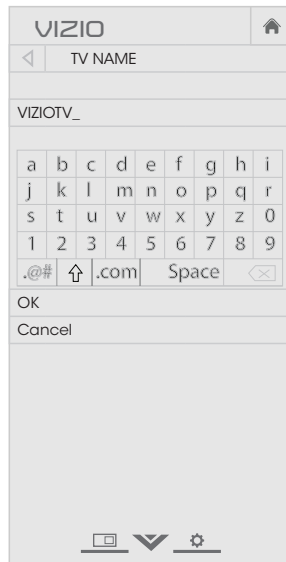 VIZIO
TV NAME
VIZIOTV_
a b c d e f g h i
j k l m n o p q r
s t u v w x y z 0
1 2 3 4 5 6 7 8 9
.@# .com Space
OK
Cancel